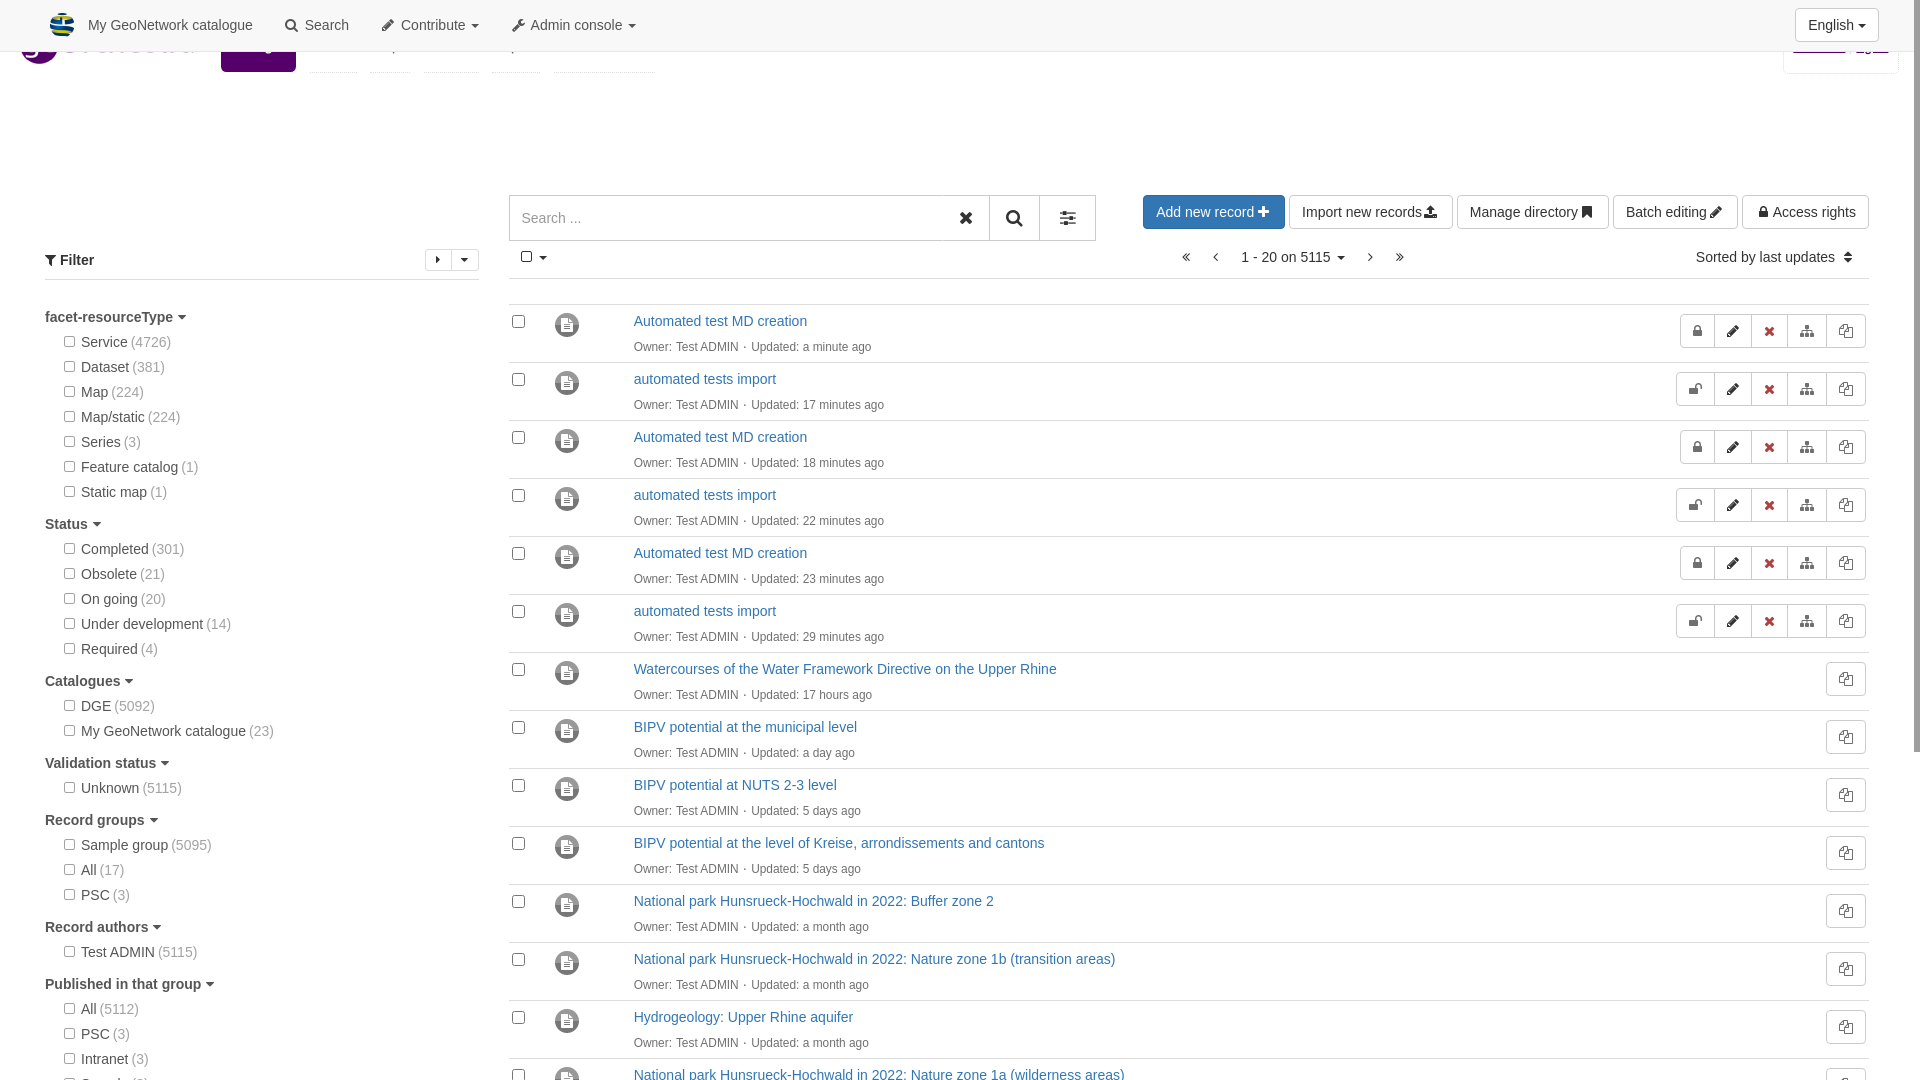 My GeoNetwork catalogue
Search
Contribute
Admin console
English
Search ...
Add new record
Import new records
Manage directory
Batch editing
Access rights
Filter
1 - 20 on 5115
Sorted by last updates
facet-resourceType
Service (4726)
Dataset (381)
Map (224)
Map/static (224)
Series (3)
Feature catalog (1)
Static map (1)
Status
Completed (301)
Obsolete (21)
On going (20)
Under development (14)
Required (4)
Catalogues
DGE (5092)
My GeoNetwork catalogue (23)
Validation status
Unknown (5115)
Record groups
Sample group (5095)
All (17)
PSC (3)
Record authors
Test ADMIN (5115)
Published in that group
All (5112)
PSC (3)
Intranet (3)
Automated test MD creation
Owner: Test ADMIN · Updated: a minute ago
automated tests import
Owner: Test ADMIN · Updated: 17 minutes ago
Automated test MD creation
Owner: Test ADMIN · Updated: 18 minutes ago
automated tests import
Owner: Test ADMIN · Updated: 22 minutes ago
Automated test MD creation
Owner: Test ADMIN · Updated: 23 minutes ago
automated tests import
Owner: Test ADMIN · Updated: 29 minutes ago
Watercourses of the Water Framework Directive on the Upper Rhine
Owner: Test ADMIN · Updated: 17 hours ago
BIPV potential at the municipal level
Owner: Test ADMIN · Updated: a day ago
BIPV potential at NUTS 2-3 level
Owner: Test ADMIN · Updated: 5 days ago
BIPV potential at the level of Kreise, arrondissements and cantons
Owner: Test ADMIN · Updated: 5 days ago
National park Hunsrueck-Hochwald in 2022: Buffer zone 2
Owner: Test ADMIN · Updated: a month ago
National park Hunsrueck-Hochwald in 2022: Nature zone 1b (transition areas)
Owner: Test ADMIN · Updated: a month ago
Hydrogeology: Upper Rhine aquifer
Owner: Test ADMIN · Updated: a month ago
National park Hunsrueck-Hochwald in 2022: Nature zone 1a (wilderness areas)